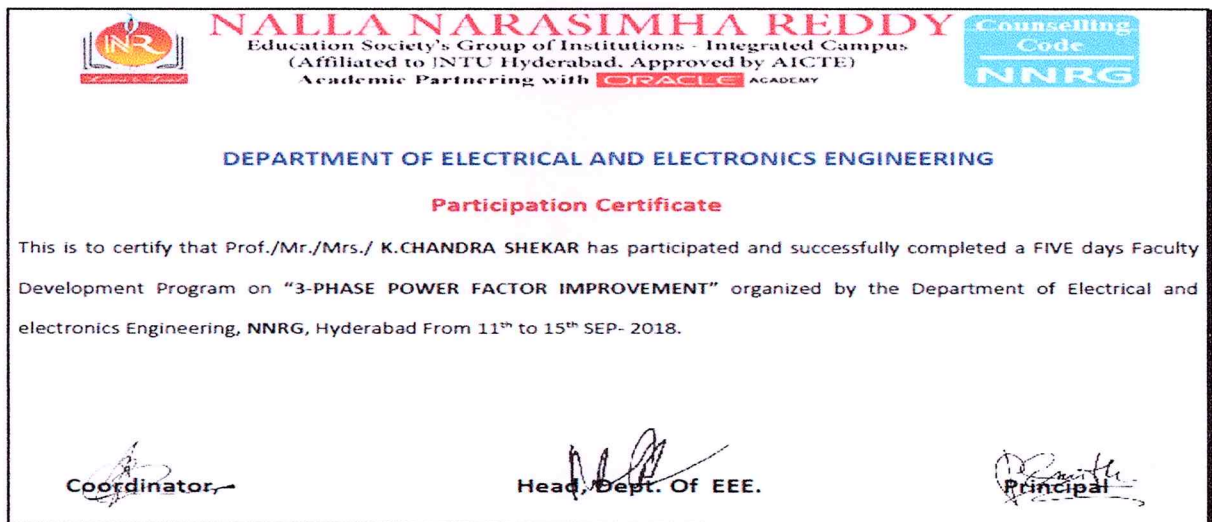 NALLA NARASIMHA REDDY
Education Society's Group of Institutions - Integrated Campus
(Affiliated to JNTU Hyderabad, Approved by AICTE)
Academic Partnering with ORACLE ACADEMY
NR
Counselling
Code
NNRG
DEPARTMENT OF ELECTRICAL AND ELECTRONICS ENGINEERING
Participation Certificate
This is to certify that Prof./Mr./Mrs./ K.CHANDRA SHEKAR has participated and successfully completed a FIVE days Faculty
Development Program on “3-PHASE POWER FACTOR IMPROVEMENT” organized by the Department of Electrical and
electronics Engineering, NNRG, Hyderabad From 11th to 15th SEP- 2018.
Coordinator
Head, Dept. Of EEE.
Principal